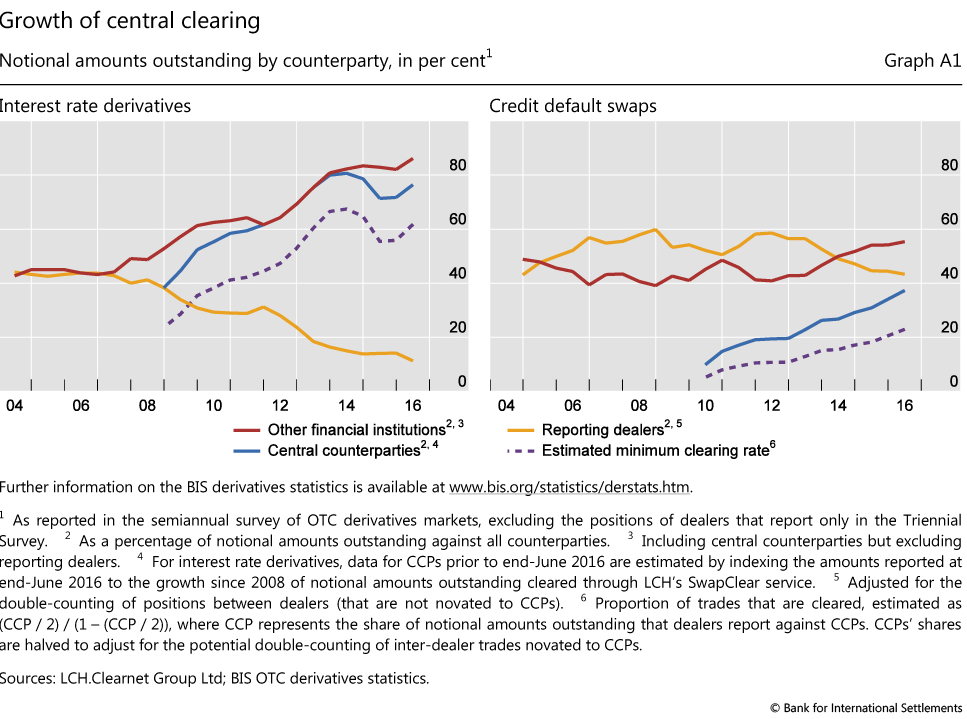 Growth of central clearing
Notional amounts outstanding by counterparty, in per cent1
Graph A1
Interest rate derivatives
Credit default swaps
80
60
40
20
0
04 06 08 10 12 14 16
80
60
40
20
0
04 06 08 10 12 14 16
Other financial institutions2, 3
Reporting dealers2, 5
Central counterparties2, 4
Estimated minimum clearing rate6
Further information on the BIS derivatives statistics is available at www.bis.org/statistics/derstats.htm.
1 As reported in the semiannual survey of OTC derivatives markets, excluding the positions of dealers that report only in the Triennial
Survey. 2 As a percentage of notional amounts outstanding against all counterparties. 3 Including central counterparties but excluding
reporting dealers. 4 For interest rate derivatives, data for CCPs prior to end-June 2016 are estimated by indexing the amounts reported at
end-June 2016 to the growth since 2008 of notional amounts outstanding cleared through LCH's SwapClear service. 5 Adjusted for the
double-counting of positions between dealers (that are not novated to CCPs). 6 Proportion of trades that are cleared, estimated as
(CCP / 2) / (1 – (CCP / 2)), where CCP represents the share of notional amounts outstanding that dealers report against CCPs. CCPs' shares
are halved to adjust for the potential double-counting of inter-dealer trades novated to CCPs.
Sources: LCH.Clearnet Group Ltd; BIS OTC derivatives statistics.
© Bank for International Settlements